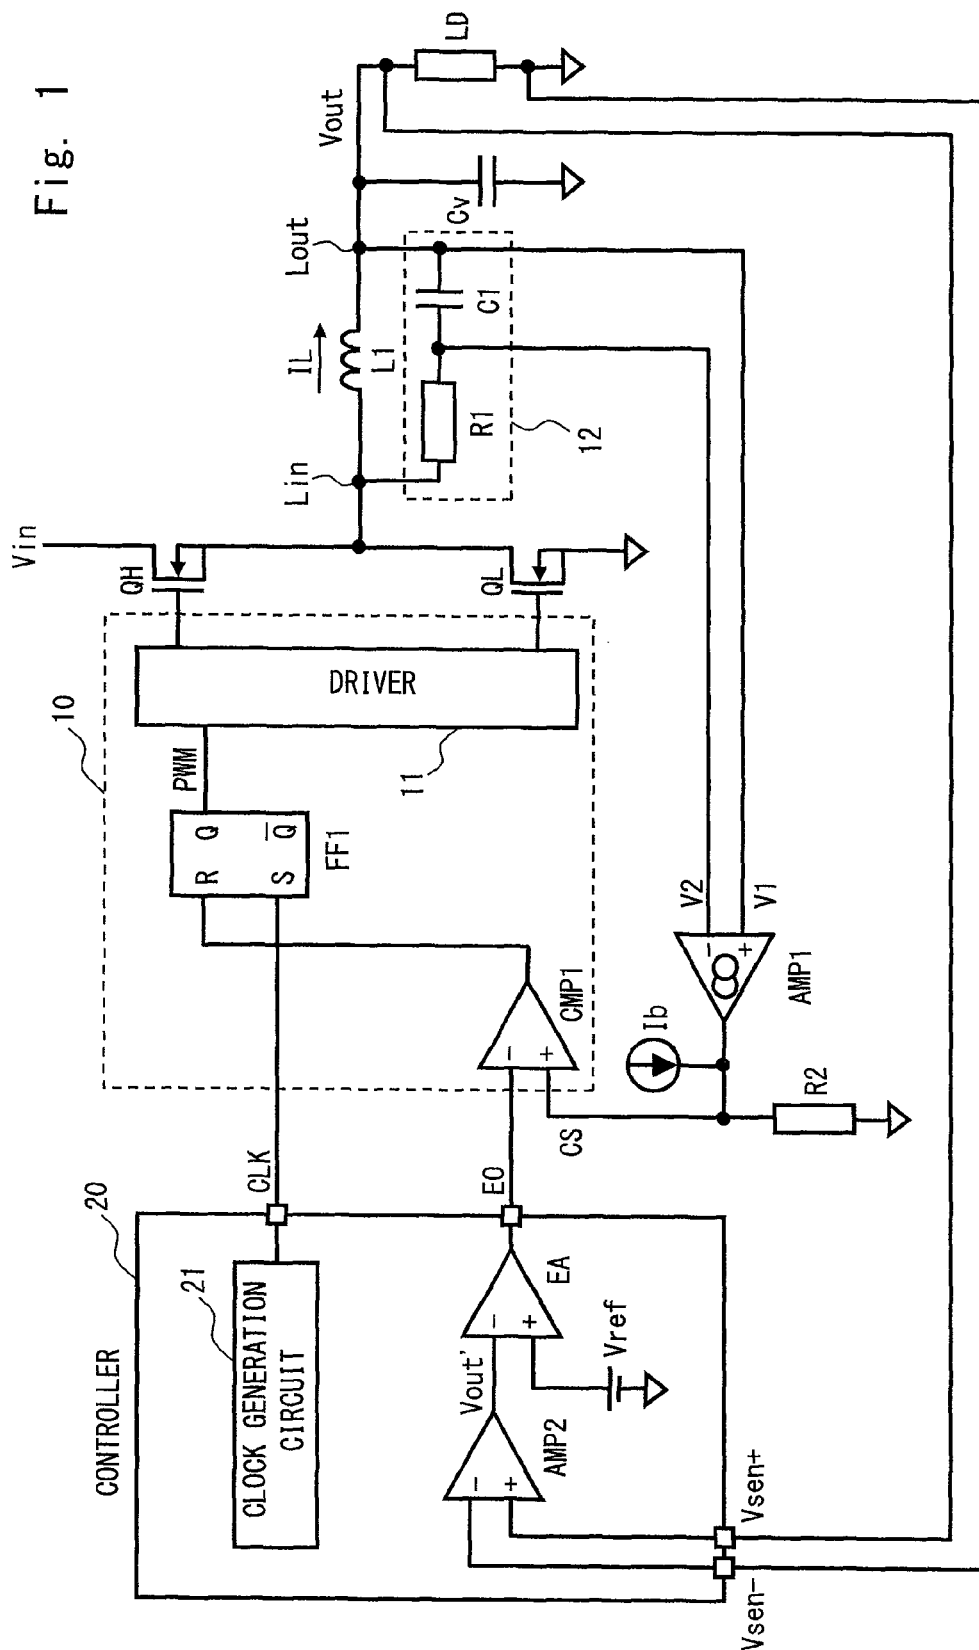 Fig. 1
Vin
QH
QL
Lin
IL
L1
Lout
Vout
LD
Cv
C1
R1
12
10
DRIVER
11
PWM
R Q
S Q̅
FF1
CMP1
-
+
V2
V1
-
+
AMP1
Ib
R2
CS
EO
CLK
20
CONTROLLER
21
CLOCK GENERATION
CIRCUIT
EA
-
+
Vref
Vout'
AMP2
-
+
Vsen+
Vsen-